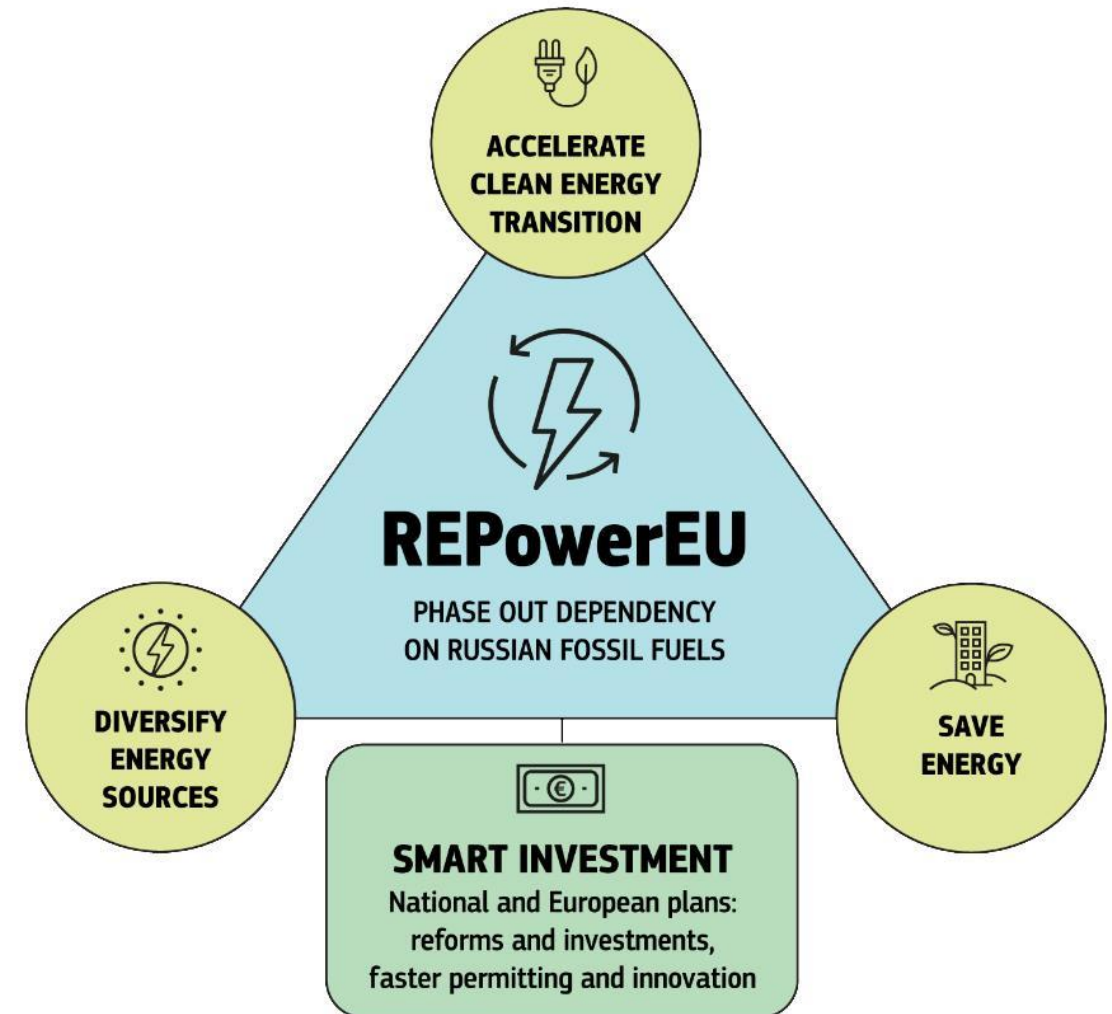 ACCELERATE
CLEAN ENERGY
TRANSITION
REPowerEU
PHASE OUT DEPENDENCY
ON RUSSIAN FOSSIL FUELS
DIVERSIFY
ENERGY
SOURCES
SAVE
ENERGY
€
SMART INVESTMENT
National and European plans:
reforms and investments,
faster permitting and innovation